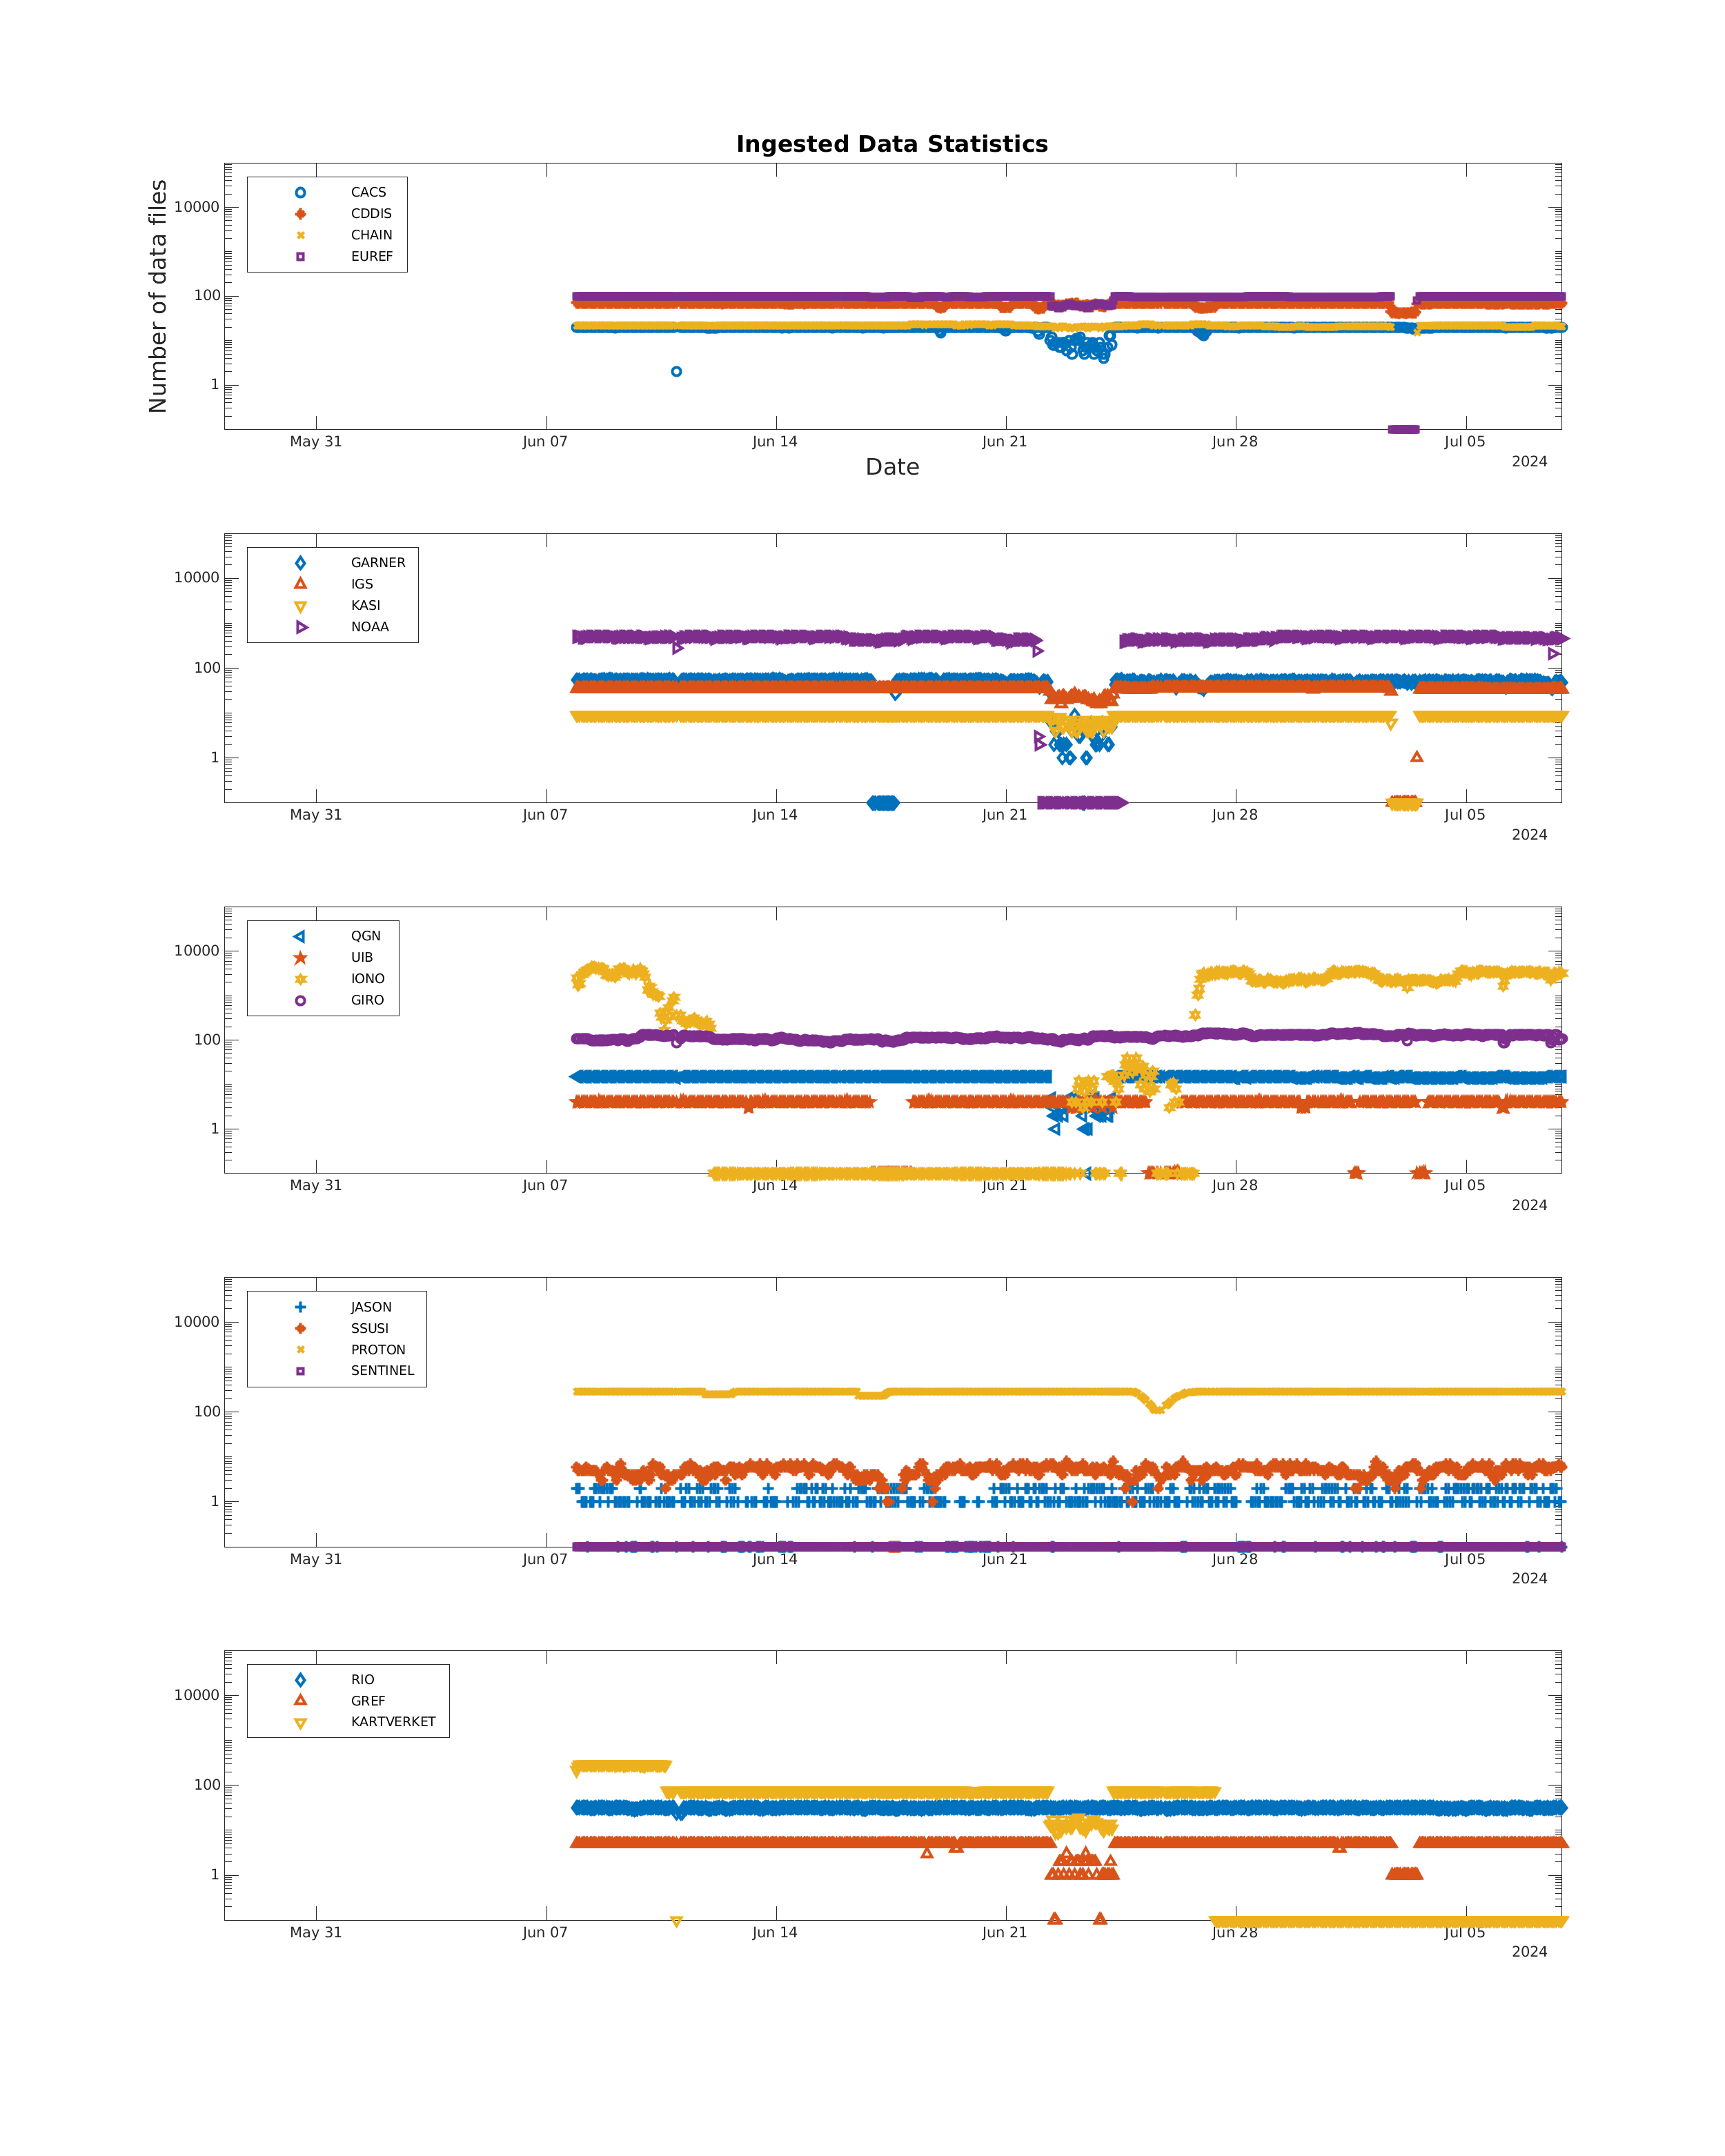 Ingested Data Statistics
Number of data files
CACS
CDDIS
CHAIN
EUREF
10000
100
1
May 31 Jun 07 Jun 14 Jun 21 Jun 28 Jul 05
2024
Date
GARNER
IGS
KASI
NOAA
10000
100
1
May 31 Jun 07 Jun 14 Jun 21 Jun 28 Jul 05
2024
QGN
UIB
IONO
GIRO
10000
100
1
May 31 Jun 07 Jun 14 Jun 21 Jun 28 Jul 05
2024
JASON
SSUSI
PROTON
SENTINEL
10000
100
1
May 31 Jun 07 Jun 14 Jun 21 Jun 28 Jul 05
2024
RIO
GREF
KARTVERKET
10000
100
1
May 31 Jun 07 Jun 14 Jun 21 Jun 28 Jul 05
2024